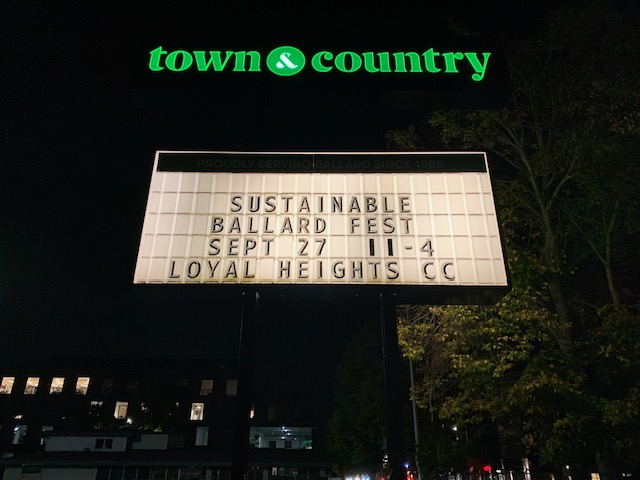 town & country
PROUDLY SERVING BALLARD SINCE 1985
SUSTAINABLE
BALLARD FEST
SEPT 27 11-4
LOYAL HEIGHTS CC